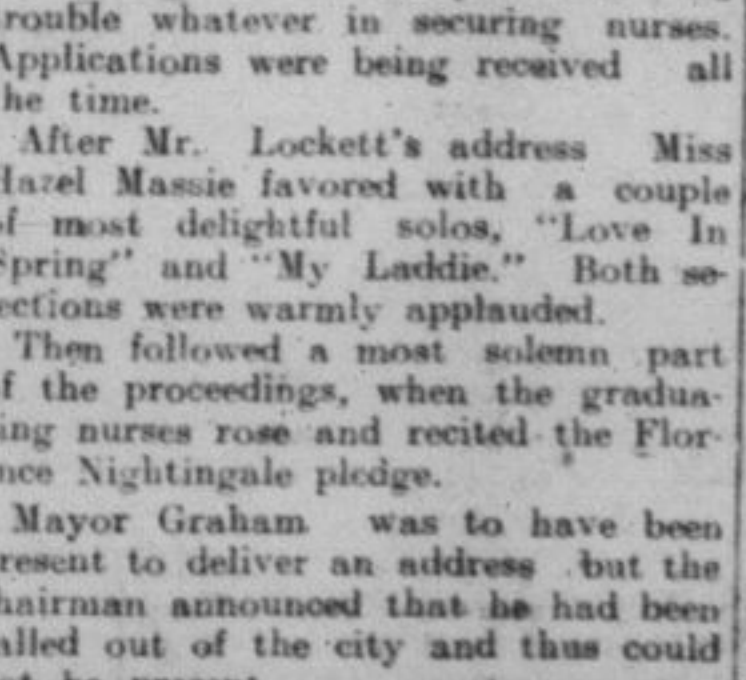 rouble whatever in securing nurses.
Applications were being received all
he time.
After Mr. Lockett's address Miss
Hazel Massie favored with a couple
of most delightful solos, "Love In
Spring" and "My Laddie." Both se-
ections were warmly applauded.
Then followed a most solemn part
f the proceedings, when the gradua-
ing nurses rose and recited the Flor-
nce Nightingale pledge.
Mayor Graham was to have been
resent to deliver an address but the
hairman announced that he had been
alled out of the city and thus could
be present